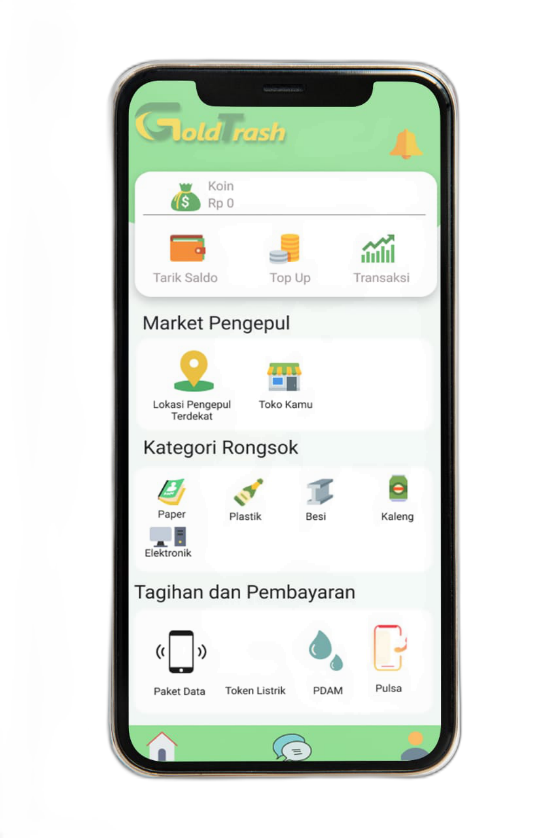 GoldTrash
Koin
Rp 0
Tarik Saldo
Top Up
Transaksi
Market Pengepul
Lokasi Pengepul
Terdekat
Toko Kamu
Kategori Rongsok
Paper
Plastik
Besi
Kaleng
Elektronik
Tagihan dan Pembayaran
Paket Data
Token Listrik
PDAM
Pulsa